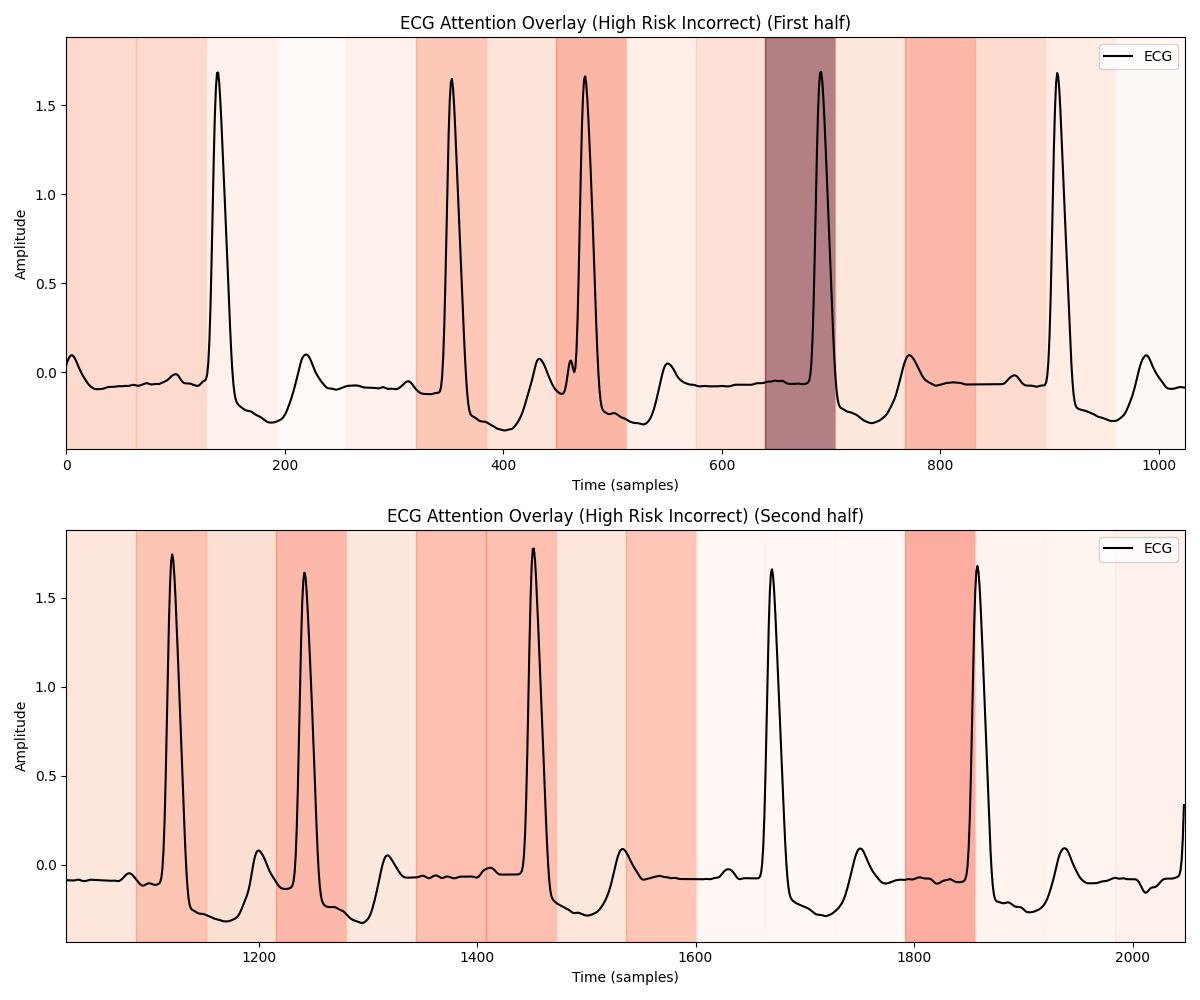 ECG Attention Overlay (High Risk Incorrect) (First half)
ECG
Amplitude
1.5
1.0
0.5
0.0
0 200 400 600 800 1000
Time (samples)
ECG Attention Overlay (High Risk Incorrect) (Second half)
ECG
Amplitude
1.5
1.0
0.5
0.0
1200 1400 1600 1800 2000
Time (samples)